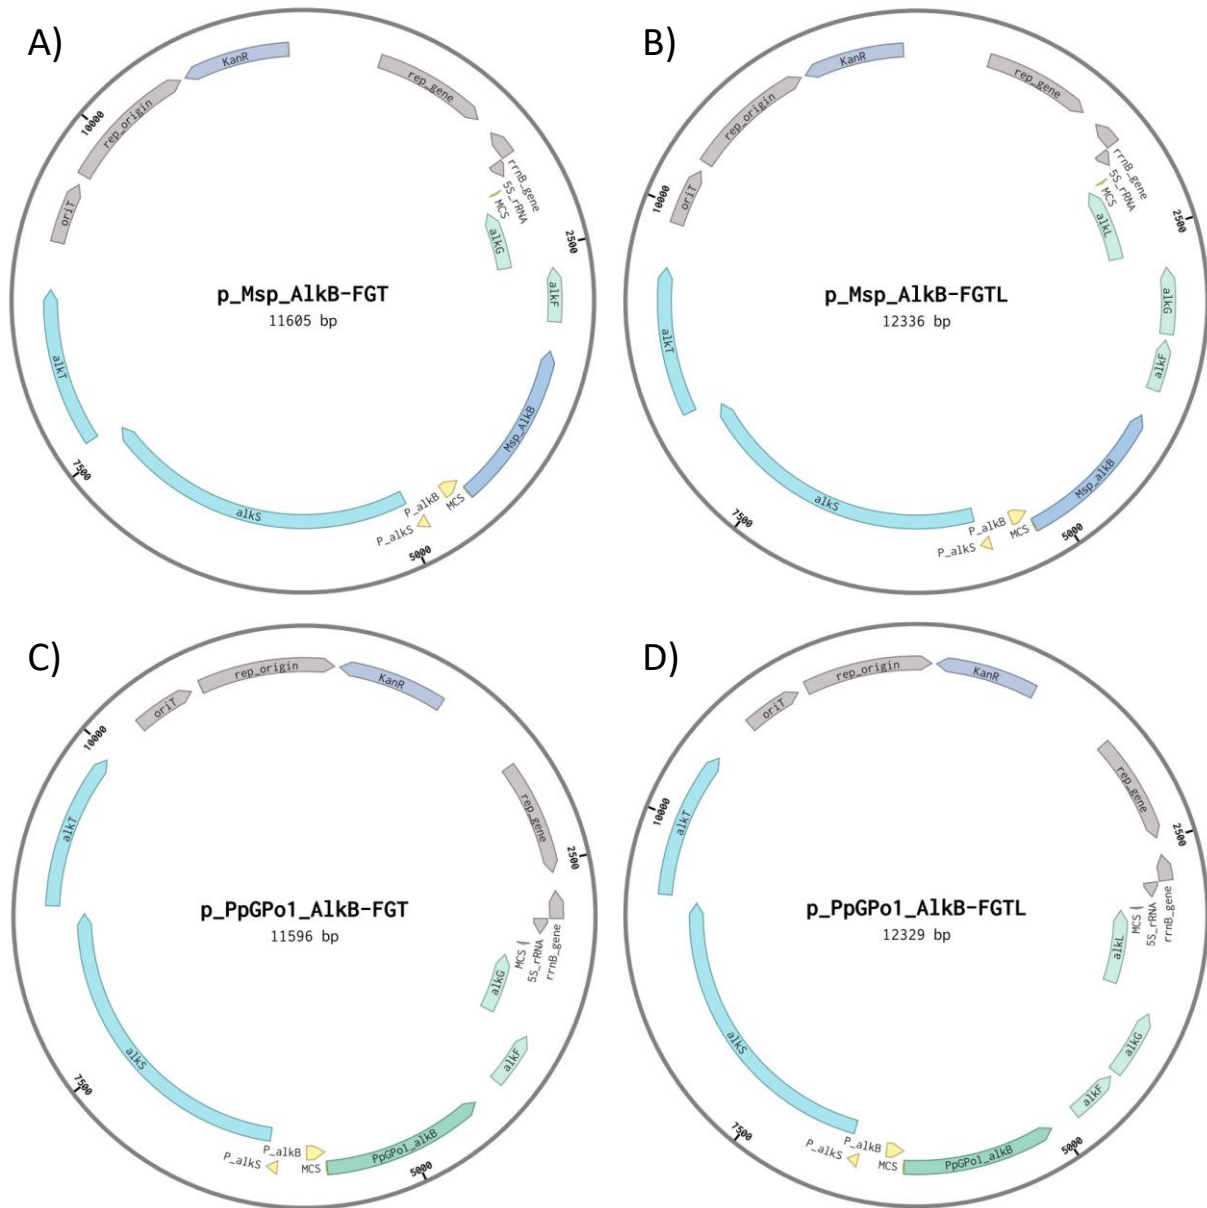 A)
KanR
rep_gene
rep_origin
10000
rrnB_gene
5S_rRNA
MCS
oriT
alkG
2500
alkF
p_Msp_AlkB-FGT
11605 bp
alkT
Msp_AlkB
7500
alkS
P_alkB
MCS
P_alkS
5000
B)
KanR
rep_gene
rep_origin
10000
rrnB_gene
5S_rRNA
MCS
oriT
alkL
2500
alkG
p_Msp_AlkB-FGTL
12336 bp
alkT
alkF
Msp_alkB
alkS
7500
P_alkB
MCS
P_alkS
5000
C)
rep_origin
KanR
oriT
10000
rep_gene
2500
alkT
p_PpGPo1_AlkB-FGT
11596 bp
MCS
5S_rRNA
rrnB_gene
alkG
alkS
alkF
7500
P_alkB
PpGPo1_alkB
P_alkS
MCS
5000
D)
rep_origin
KanR
oriT
rep_gene
10000
2500
alkT
p_PpGPo1_AlkB-FGTL
12329 bp
MCS
5S_rRNA
rrnB_gene
alkL
alkS
alkG
alkF
7500
P_alkB
PpGPo1_alkB
P_alkS
MCS
5000